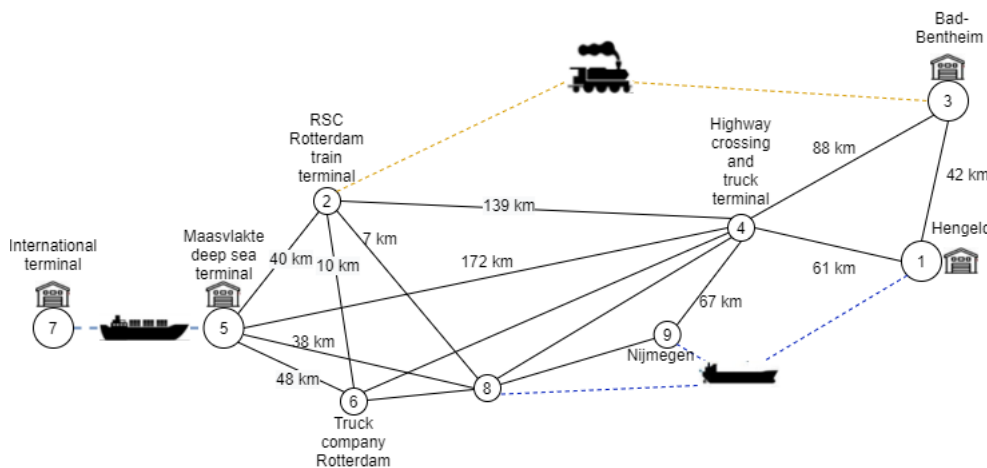 Bad-
Bentheim
3
RSC
Rotterdam
train
terminal
2
Highway
crossing
and
truck
terminal
4
88 km
42 km
139 km
7 km
International
terminal
7
Maasvlakte
deep sea
terminal
5
40 km
10 km
172 km
Hengelo
1
61 km
67 km
38 km
48 km
9
Nijmegen
8
6
Truck
company
Rotterdam